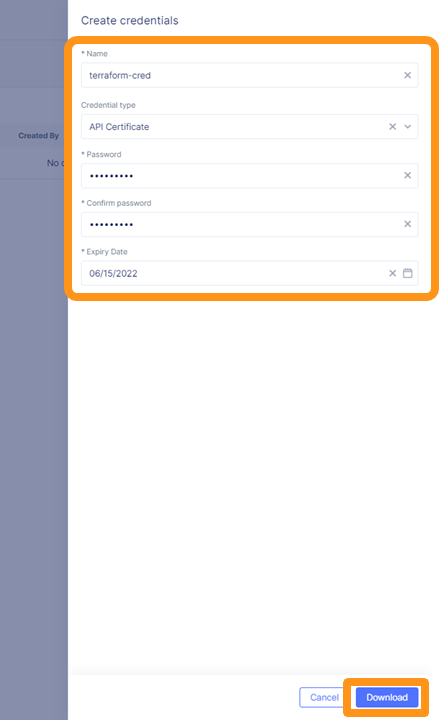 Create credentials
* Name
terraform-cred
Credential type
API Certificate
Created By
* Password
•••••••••
No
* Confirm password
•••••••••
* Expiry Date
06/15/2022
Cancel
Download